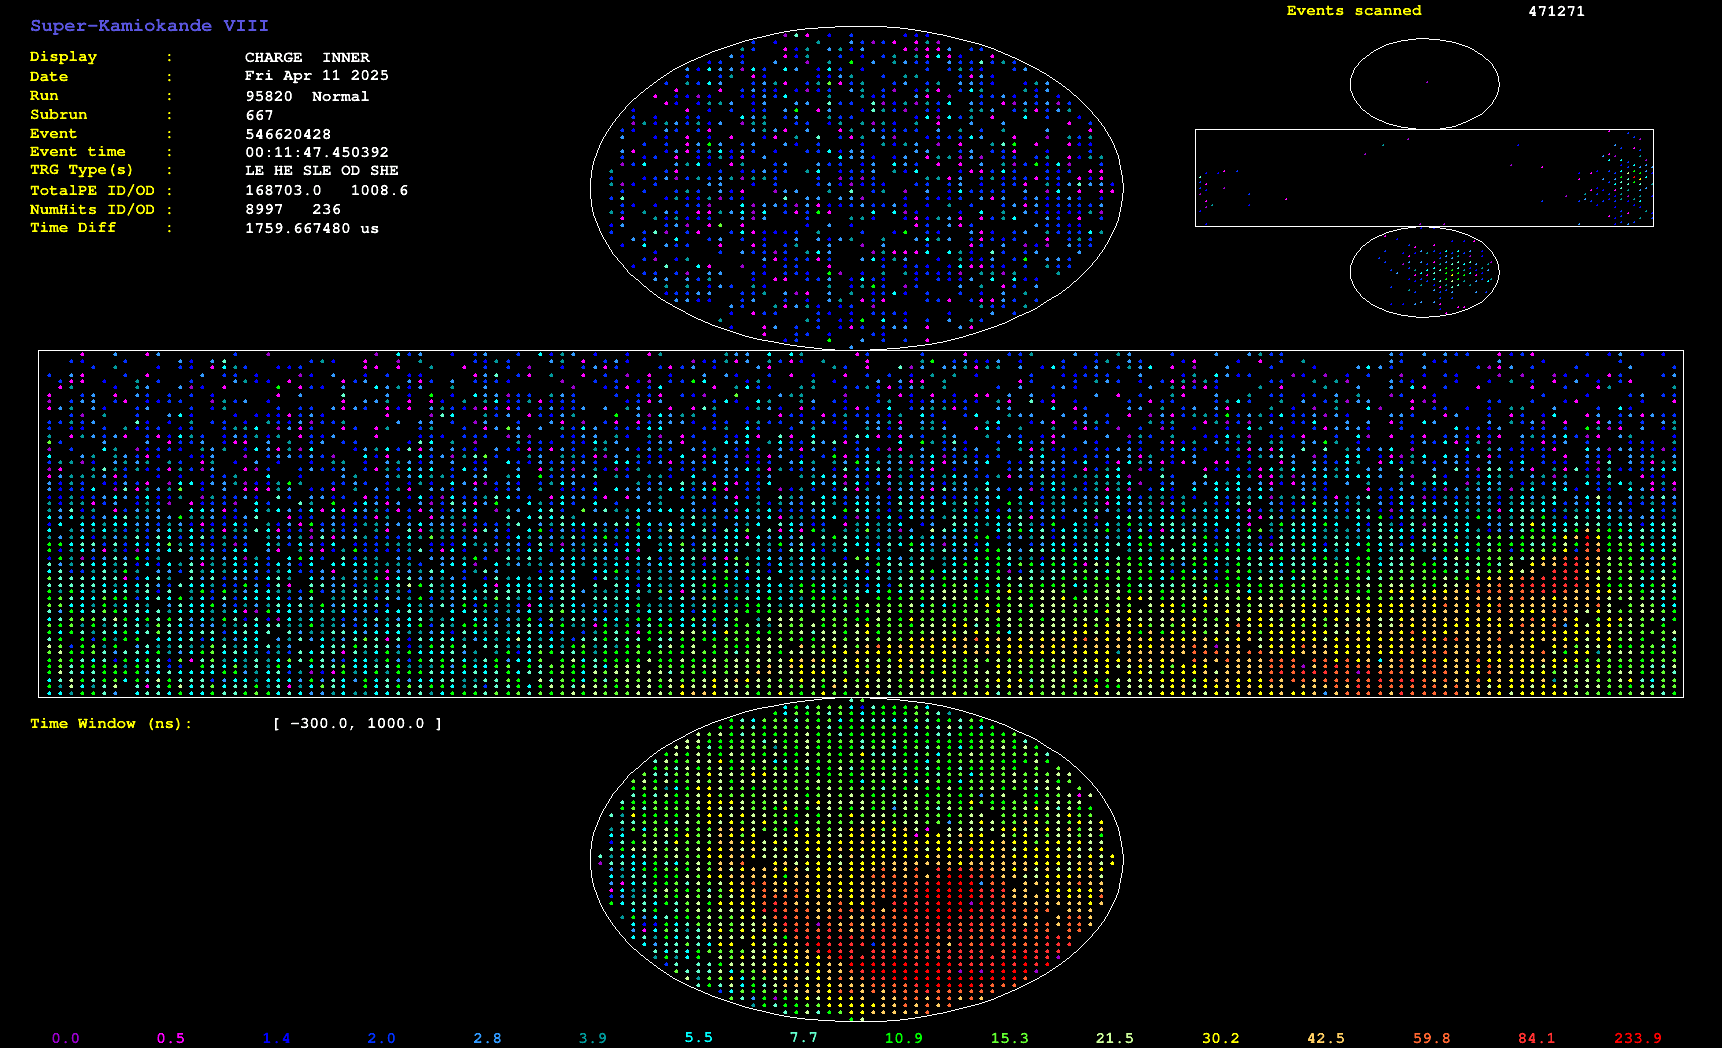 Super-Kamiokande VIII
Events scanned 471271
Display : CHARGE INNER
Date : Fri Apr 11 2025
Run : 95820 Normal
Subrun : 667
Event : 546620428
Event time : 00:11:47.450392
TRG Type(s) : LE HE SLE OD SHE
TotalPE ID/OD : 168703.0 1008.6
NumHits ID/OD : 8997 236
Time Diff : 1759.667480 us
Time Window (ns): [ -300.0, 1000.0 ]
0.0 0.5 1.4 2.0 2.8 3.9 5.5 7.7 10.9 15.3 21.5 30.2 42.5 59.8 84.1 233.9